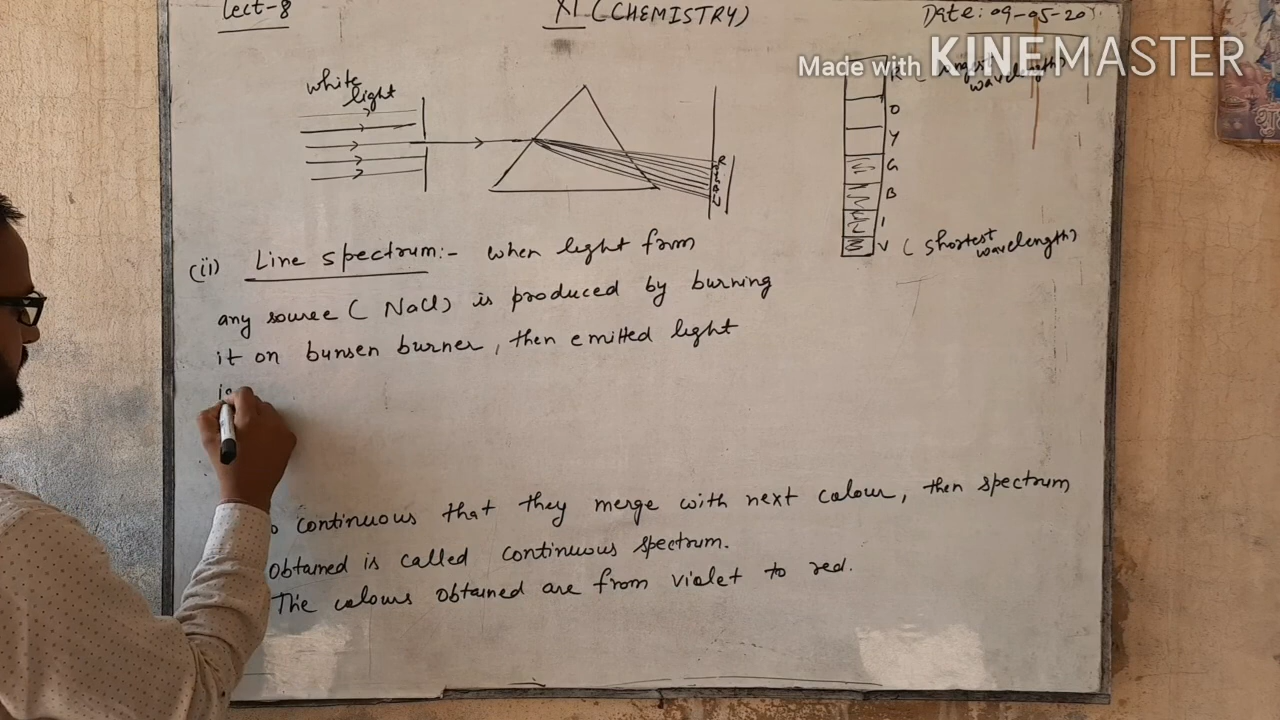 Lect-8
XI (CHEMISTRY)
Date: 09-05-20
Made with KINEMASTER
white light
R (longest wavelength)
O
Y
G
B
I
V (shortest wavelength)
R
(ii) Line spectrum:- when light form
any source ( NaCl) is produced by burning
it on bunsen burner, then emitted light
is
so continuous that they merge with next colour, then spectrum
obtained is called continuous spectrum.
The colours obtained are from violet to red.